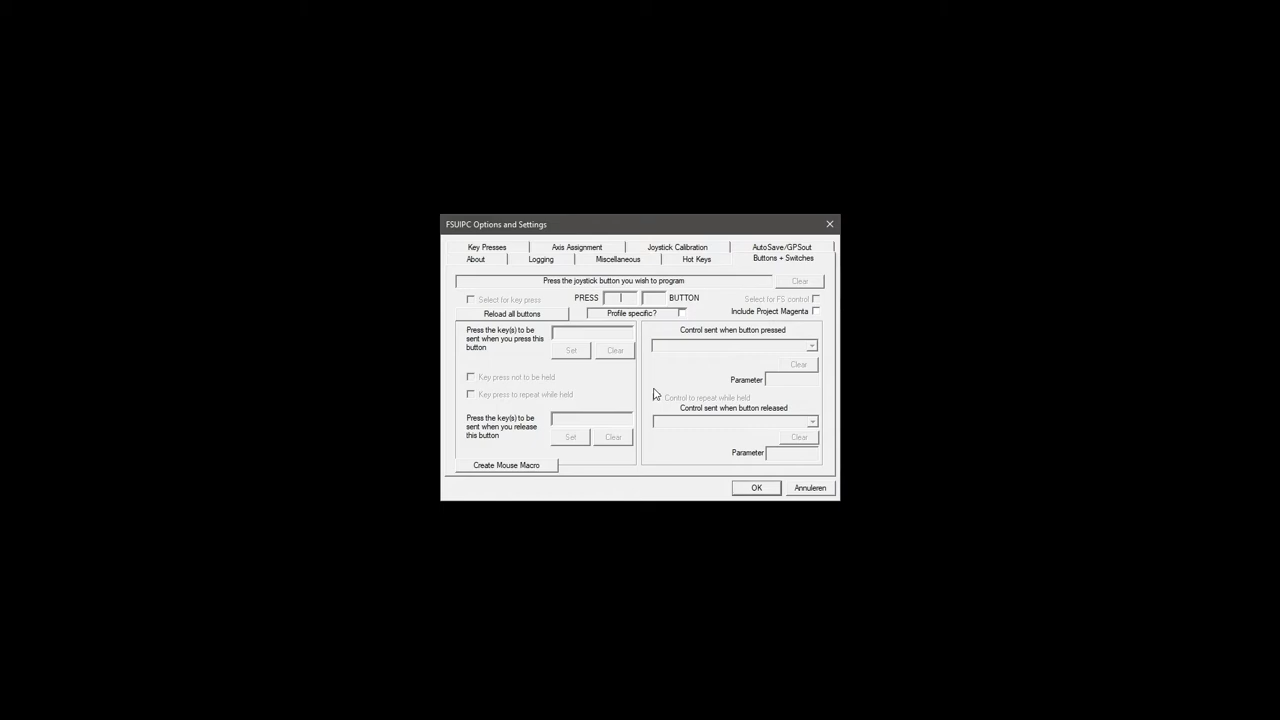 FSUIPC Options and Settings
Key Presses Axis Assignment Joystick Calibration AutoSave/GPSout
About Logging Miscellaneous Hot Keys Buttons + Switches
Press the joystick button you wish to program Clear
Select for key press PRESS BUTTON Select for FS control
Reload all buttons Profile specific? Include Project Magenta
Press the key(s) to be
sent when you press this
button
Set Clear
Key press not to be held
Key press to repeat while held
Press the key(s) to be
sent when you release
this button
Set Clear
Create Mouse Macro
Control sent when button pressed
Clear
Parameter
Control to repeat while held
Control sent when button released
Clear
Parameter
OK Annuleren